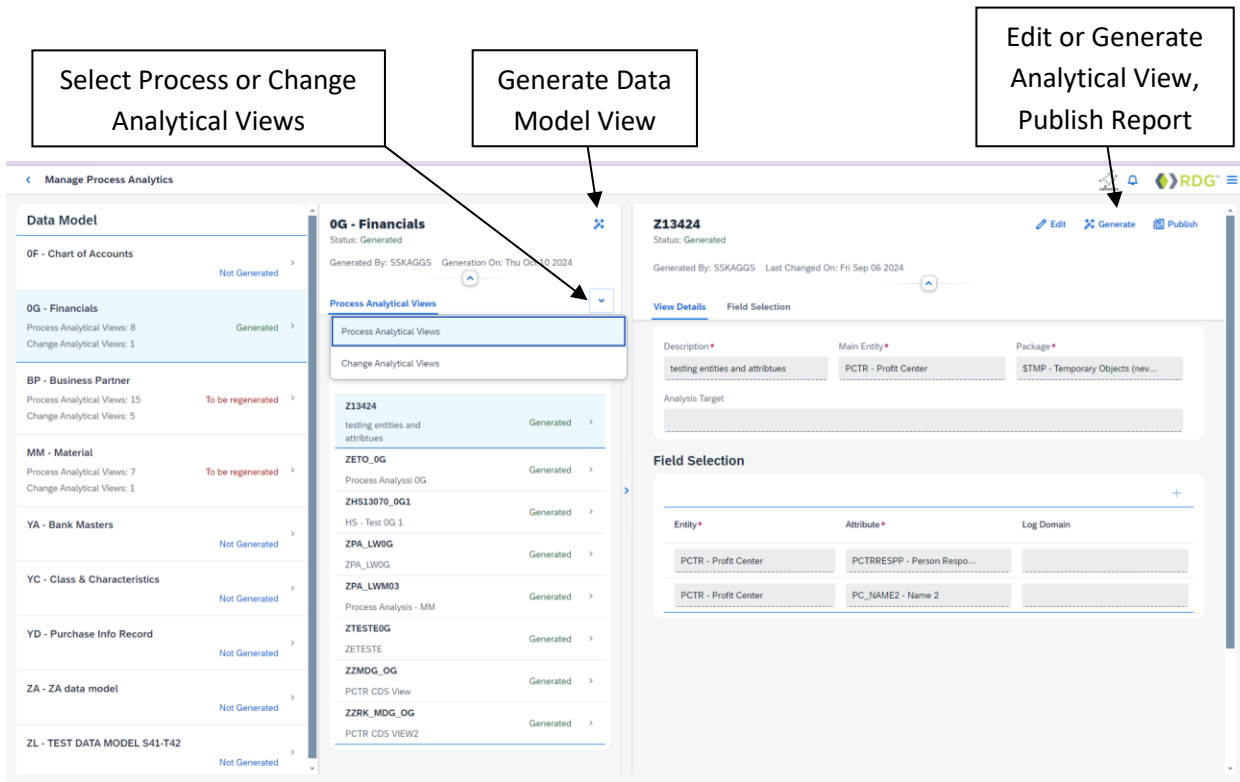 Select Process or Change
Analytical Views
Generate Data
Model View
Edit or Generate
Analytical View,
Publish Report
Manage Process Analytics
RDG
Data Model
0F - Chart of Accounts
Not Generated
0G - Financials
Process Analytical Views: 8
Generated
Change Analytical Views: 1
BP - Business Partner
Process Analytical Views: 15
To be regenerated
Change Analytical Views: 5
MM - Material
Process Analytical Views: 7
To be regenerated
Change Analytical Views: 1
YA - Bank Masters
Not Generated
YC - Class & Characteristics
Not Generated
YD - Purchase Info Record
Not Generated
ZA - ZA data model
Not Generated
ZL - TEST DATA MODEL S41-T42
Not Generated
0G - Financials
Status: Generated
Generated By: SSKAGGS Generation On: Thu Oct 10 2024
Process Analytical Views
Process Analytical Views
Change Analytical Views
Z13424
testing entities and
attribtues
Generated
ZETO_0G
Process Analyssi 0G
Generated
ZHS13070_0G1
HS - Test 0G 1
Generated
ZPA_LW0G
ZPA_LW0G
Generated
ZPA_LWM03
Process Analysis - MM
Generated
ZTESTE0G
ZETESTE
Generated
ZZMDG_OG
PCTR CDS View
Generated
ZZRK_MDG_OG
PCTR CDS VIEW2
Generated
Z13424
Status: Generated
Edit Generate Publish
Generated By: SSKAGGS Last Changed On: Fri Sep 06 2024
View Details Field Selection
Description* Main Entity* Package*
testing entities and attribtues PCTR - Profit Center $TMP - Temporary Objects (nev...
Analysis Target
Field Selection
Entity* Attribute* Log Domain
PCTR - Profit Center PCTRRESPP - Person Respo...
PCTR - Profit Center PC_NAME2 - Name 2